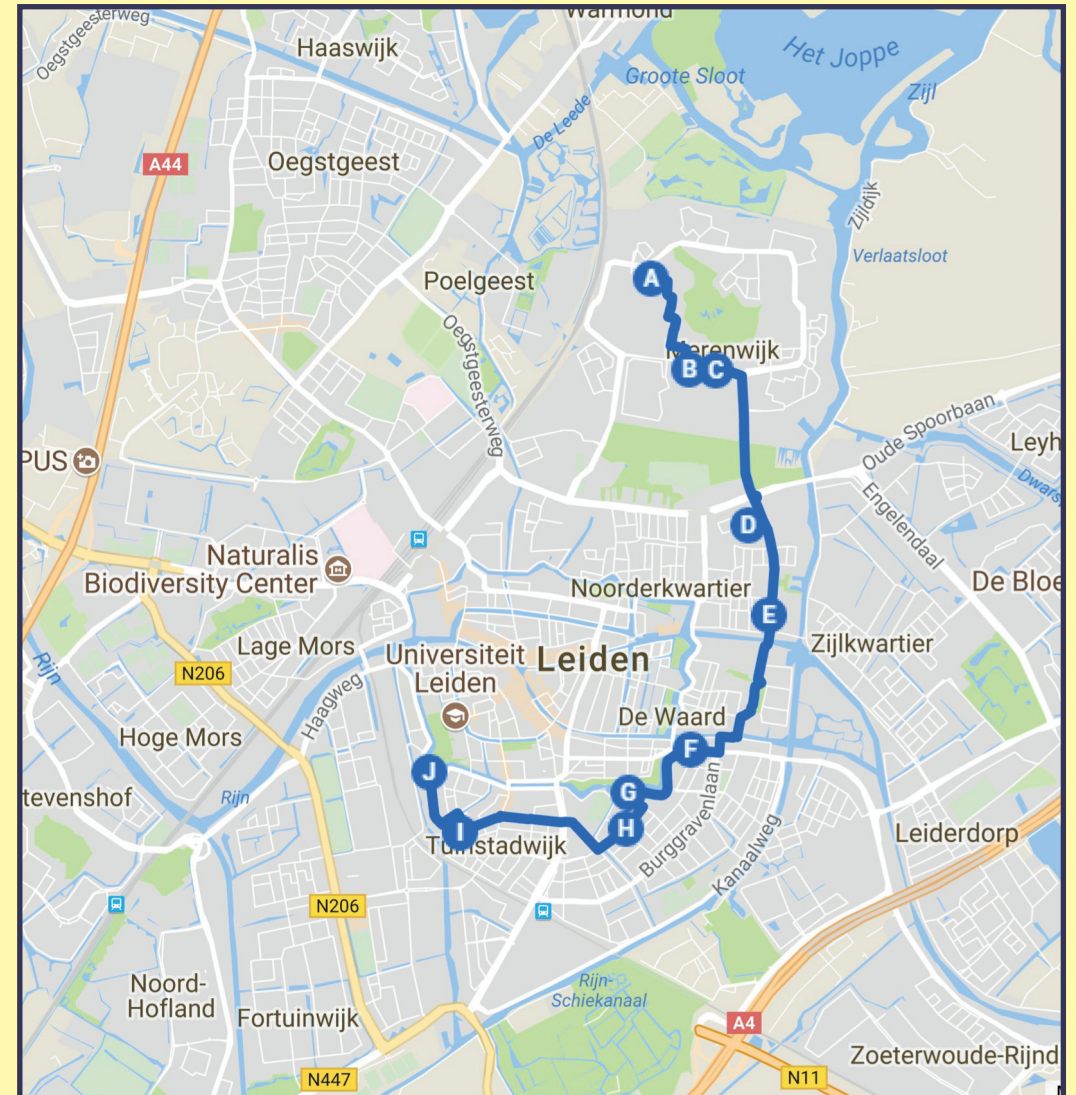 Warmond
Oegstgeesterweg
Haaswijk
Het Joppe
Groote Sloot
Zijl
De Leede
A44
Oegstgeest
Zijldijk
Verlaatsloot
Poelgeest
A
Oegstgeesterweg
Merenwijk
B
C
Oude Spoorbaan
Leyh
PUS
Dwars
Engelendaal
D
Naturalis
Biodiversity Center
Noorderkwartier
De Bloe
E
Lage Mors
Zijlkwartier
Universiteit
Leiden
Leiden
N206
Rijn
Haagweg
De Waard
Hoge Mors
F
J
G
tevenshof
Rijn
H
I
Tuinstadwijk
Burggravenlaan
Kanaalweg
Leiderdorp
N206
Noord-
Hofland
Rijn-
Schiekanaal
Fortuinwijk
A4
Zoeterwoude-Rijnd
N447
N11